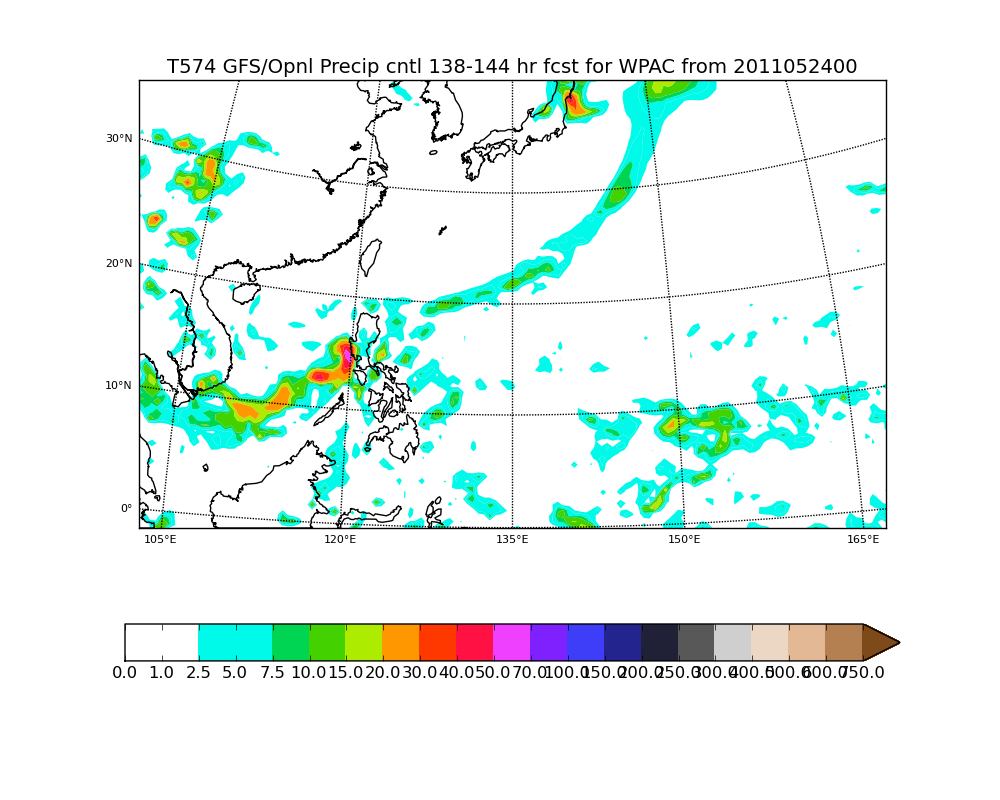 T574 GFS/Opnl Precip cntl 138-144 hr fcst for WPAC from 2011052400
30°N
20°N
10°N
0°
105°E 120°E 135°E 150°E 165°E
0.0 1.0 2.5 5.0 7.5 10.0 15.0 20.0 30.0 40.0 50.0 70.0 100.0 150.0 200.0 250.0 300.0 400.0 500.0 600.0 750.0